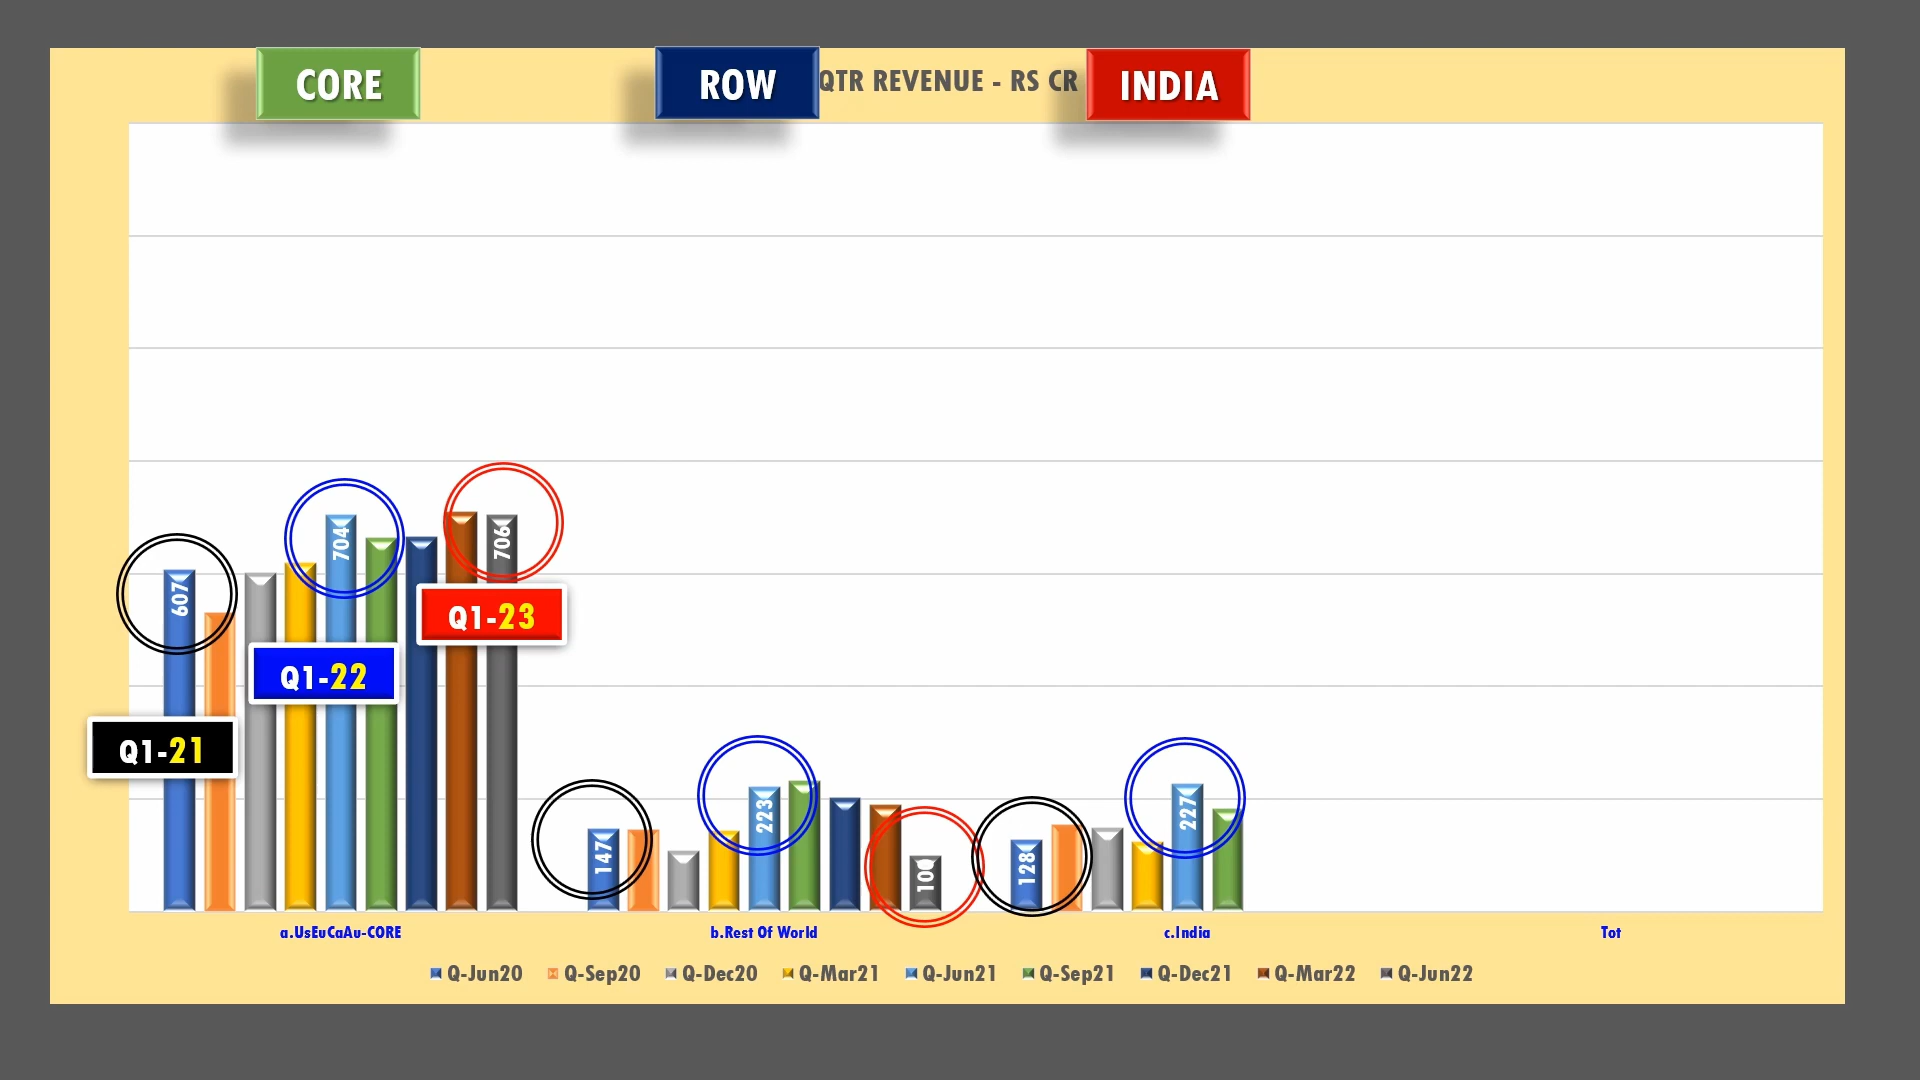 CORE
ROW
QTR REVENUE - RS CR
INDIA
704
706
607
Q1-23
Q1-22
Q1-21
223
227
147
100
128
a.UsEuCaAu-CORE
b.Rest Of World
c.India
Tot
Q-Jun20
Q-Sep20
Q-Dec20
Q-Mar21
Q-Jun21
Q-Sep21
Q-Dec21
Q-Mar22
Q-Jun22